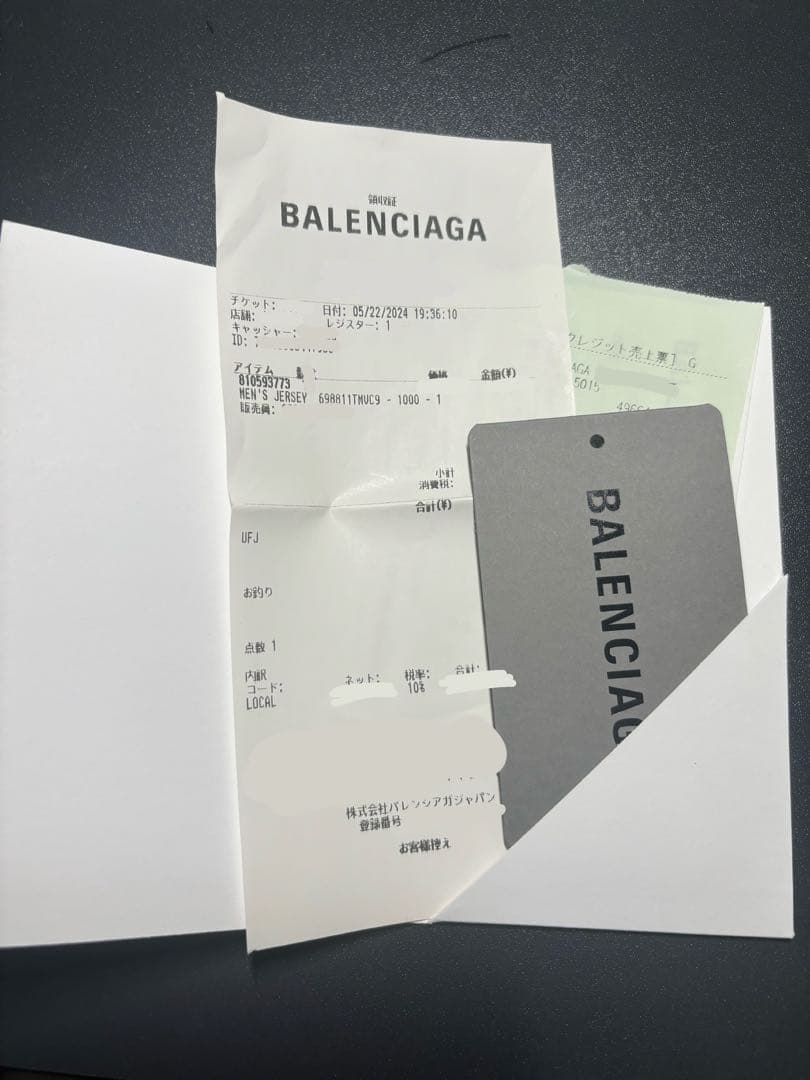 領収証
BALENCIAGA
チケット:
日付: 05/22/2024 19:36:10
店舗:
レジスター: 1
キャッシャー:
ID:
アイテム
価格
金額(¥)
810593773
MEN'S JERSEY 698811TMVC9 - 1000 - 1
販売員:
小計
消費税:
合計(¥)
UFJ
お釣り
点数 1
内訳
コード:
ネット:
税率:
合計:
LOCAL
10%
株式会社バレンシアガジャパン
登録番号
お客様控え
クレジット売上票] G
AGA
5015
BALENCIAG